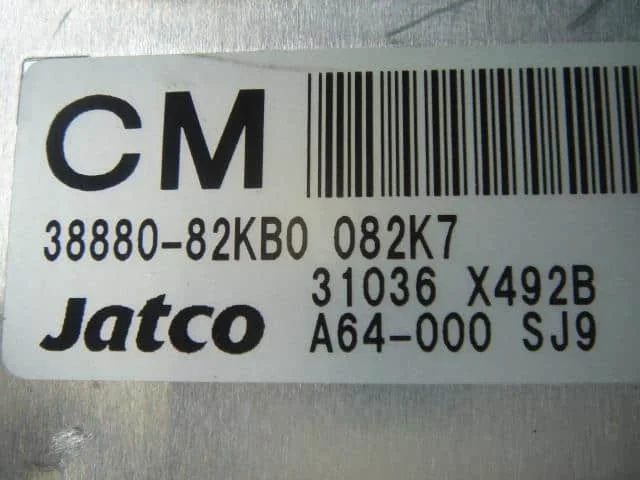 CM
38880-82KB0 082K7
31036 X492B
Jatco A64-000 SJ9